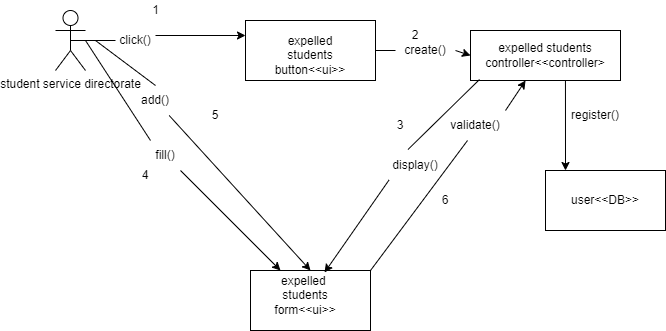 1
click()
student service directorate
expelled
students
button<<ui>>
2
create()
expelled students
controller<<controller>
add()
5
3
validate()
register()
fill()
4
display()
6
user<<DB>>
expelled
students
form<<ui>>